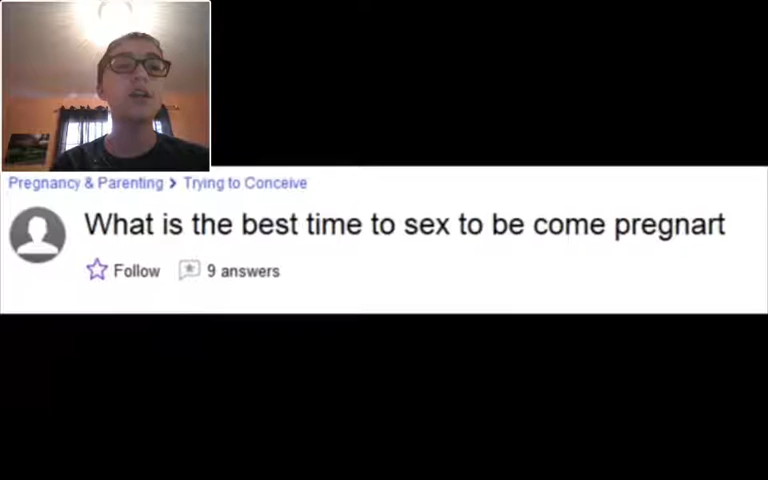 Pregnancy & Parenting > Trying to Conceive
What is the best time to sex to be come pregnart
Follow 9 answers